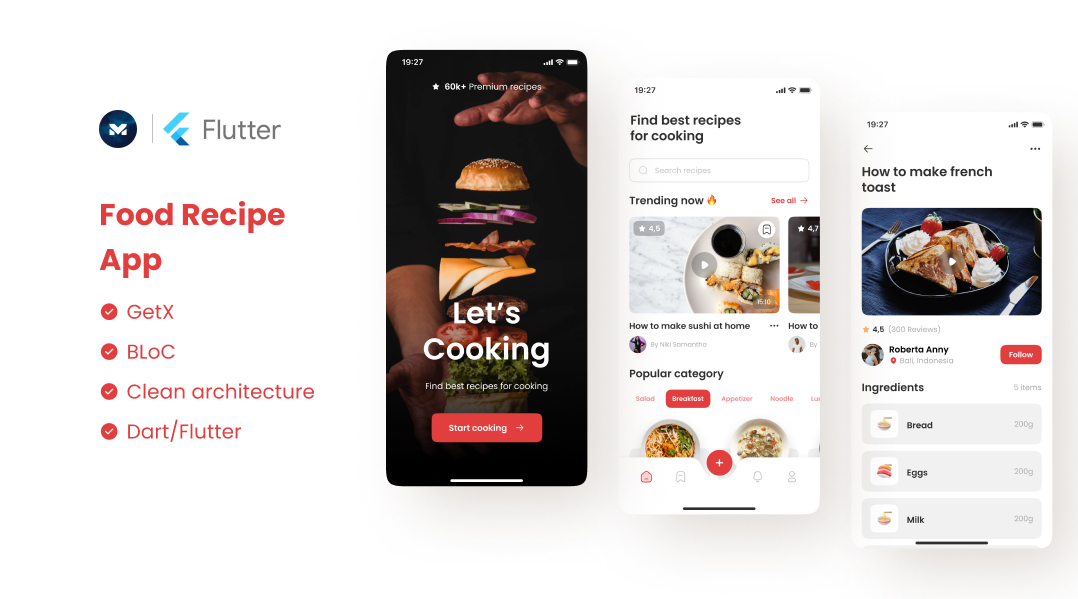 Flutter
Food Recipe
App
GetX
BLoC
Clean architecture
Dart/Flutter
19:27
60k+ Premium recipes
Let's
Cooking
Find best recipes for cooking
Start cooking
19:27
Find best recipes
for cooking
Search recipes
Trending now 🔥
See all
4,5
4,7
15:10
How to make sushi at home
How to
By Niki Samantha
By
Popular category
Salad
Breakfast
Appetizer
Noodle
Lu
19:27
How to make french
toast
4,5 (300 Reviews)
Roberta Anny
Bali, Indonesia
Follow
Ingredients
5 items
Bread
200g
Eggs
200g
Milk
200g